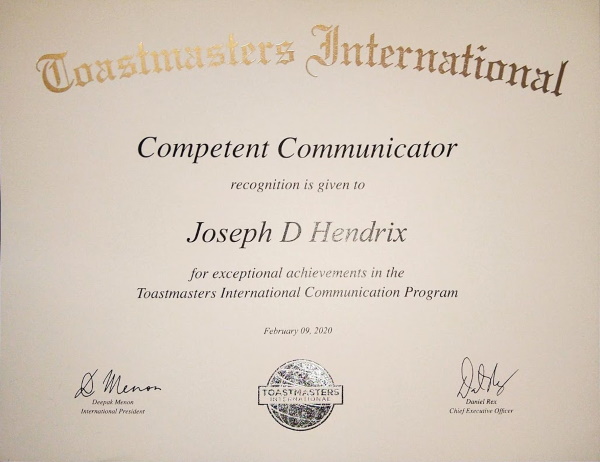 Toastmasters International
Competent Communicator
recognition is given to
Joseph D Hendrix
for exceptional achievements in the
Toastmasters International Communication Program
February 09, 2020
D Menon
Deepak Menon
International President
TOASTMASTERS
INTERNATIONAL
Daniel Rex
Chief Executive Officer